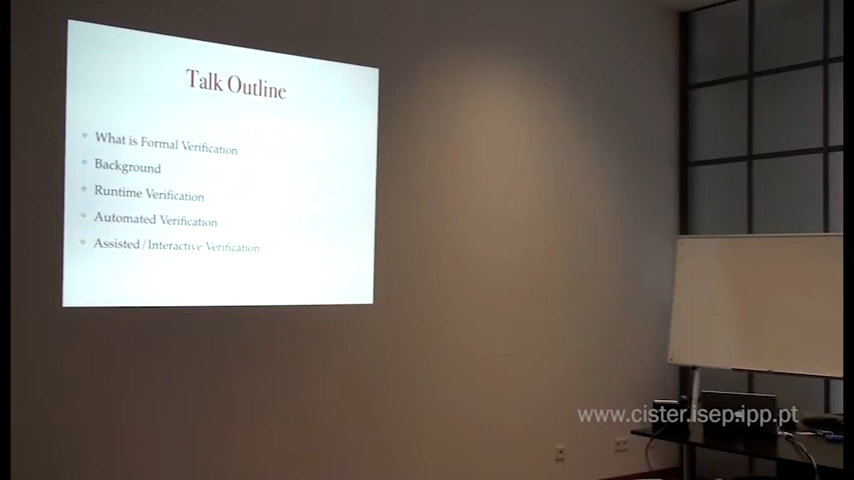 Talk Outline
What is Formal Verification
Background
Runtime Verification
Automated Verification
Assisted/Interactive Verification
www.cister.isep.ipp.pt